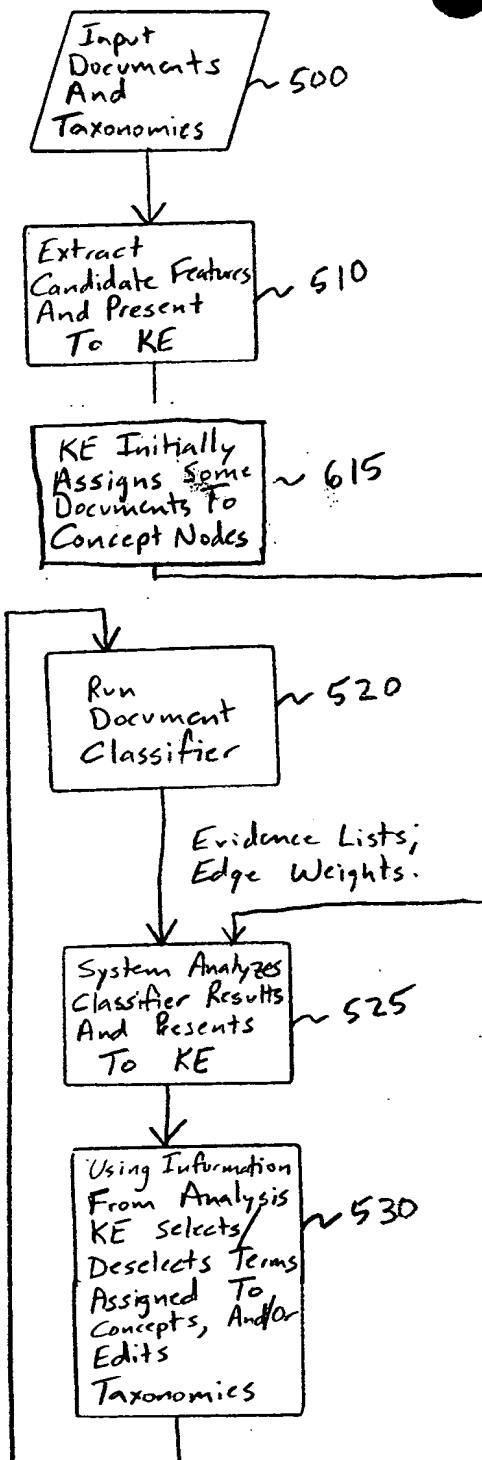 Input
Documents
And
Taxonomies
500
Extract
Candidate Features
And Present
To KE
510
KE Initially
Assigns Some
Documents To
Concept Nodes
615
Run
Document
Classifier
520
Evidence Lists;
Edge Weights.
System Analyzes
Classifier Results
And Presents
To KE
525
Using Information
From Analysis
KE Selects/
Deselects Terms
Assigned To
Concepts, And/Or
Edits
Taxonomies
530